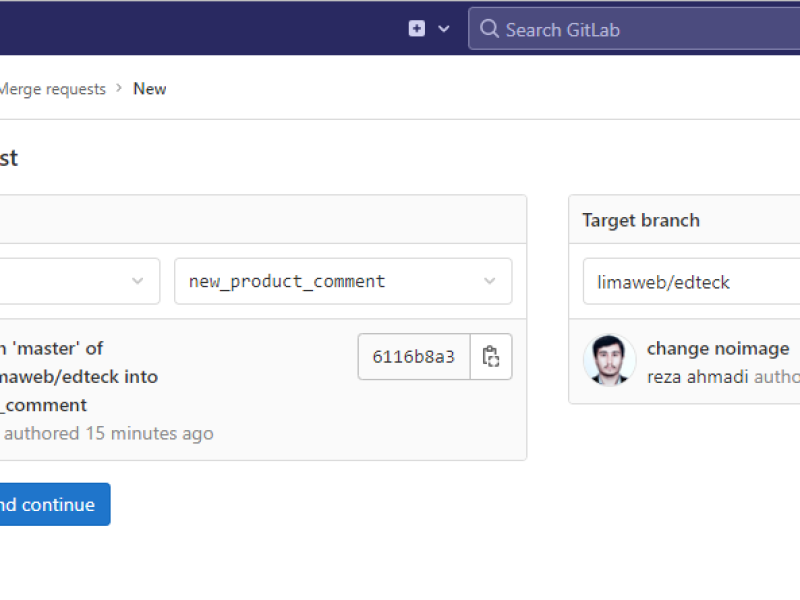 Search GitLab
Merge requests > New
st
new_product_comment
n 'master' of
maweb/edteck into
_comment
authored 15 minutes ago
6116b8a3
nd continue
Target branch
limaweb/edteck
change noimage
reza ahmadi autho